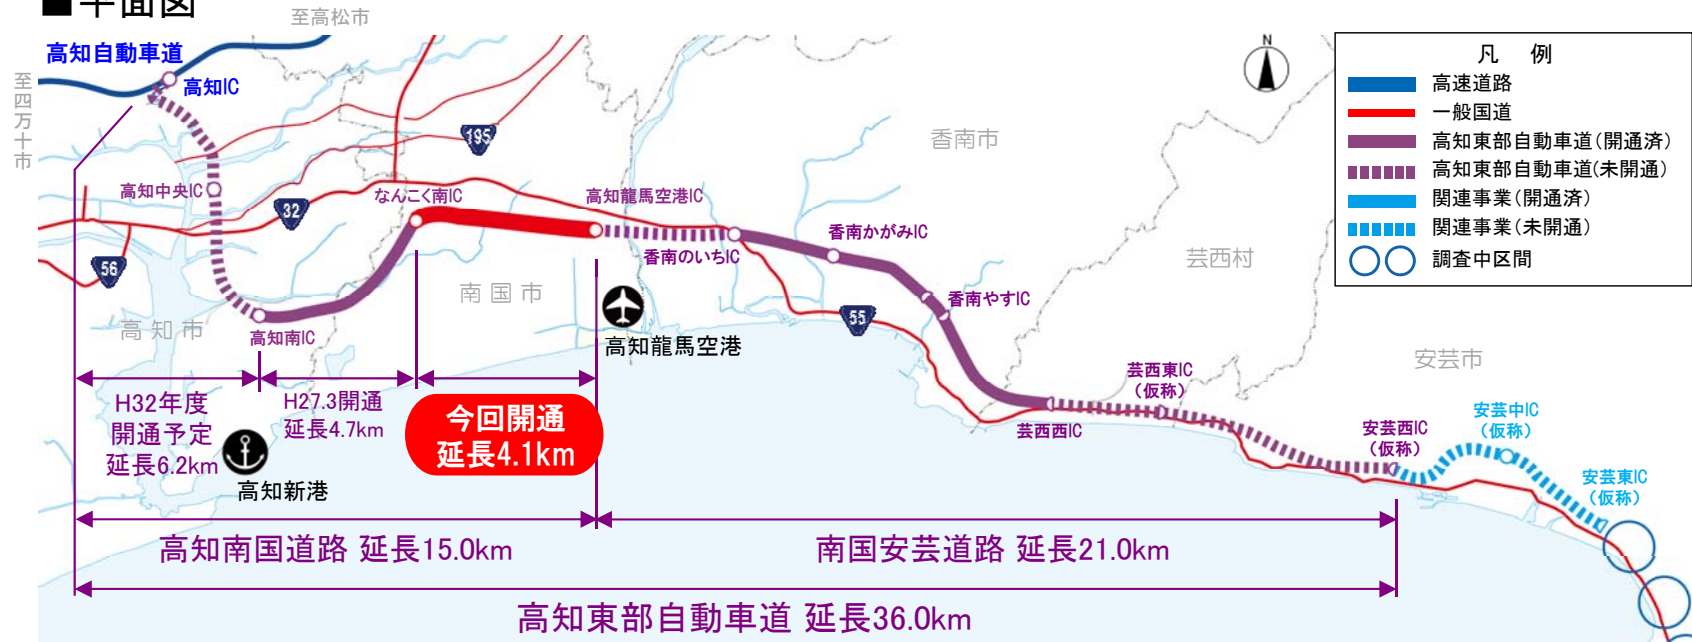 ■平面図
至高松市
高知自動車道
高知IC
至四万十市
195
香南市
高知中央IC
なんこく南IC
高知龍馬空港IC
32
56
香南のいちIC
香南かがみIC
芸西村
南国市
高知市
高知南IC
高知龍馬空港
55
香南やすIC
安芸市
H32年度
開通予定
延長6.2km
H27.3開通
延長4.7km
今回開通
延長4.1km
高知新港
芸西西IC
芸西東IC
(仮称)
安芸西IC
(仮称)
安芸中IC
(仮称)
安芸東IC
(仮称)
高知南国道路 延長15.0km
南国安芸道路 延長21.0km
高知東部自動車道 延長36.0km
N
凡 例
高速道路
一般国道
高知東部自動車道(開通済)
高知東部自動車道(未開通)
関連事業(開通済)
関連事業(未開通)
調査中区間